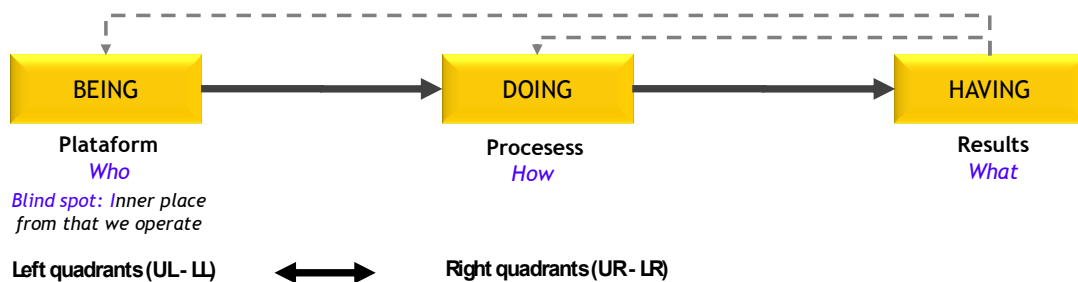 BEING
DOING
HAVING
Plataform
Who
Blind spot: Inner place
from that we operate
Procesess
How
Results
What
Left quadrants (UL - LL)
Right quadrants (UR - LR)